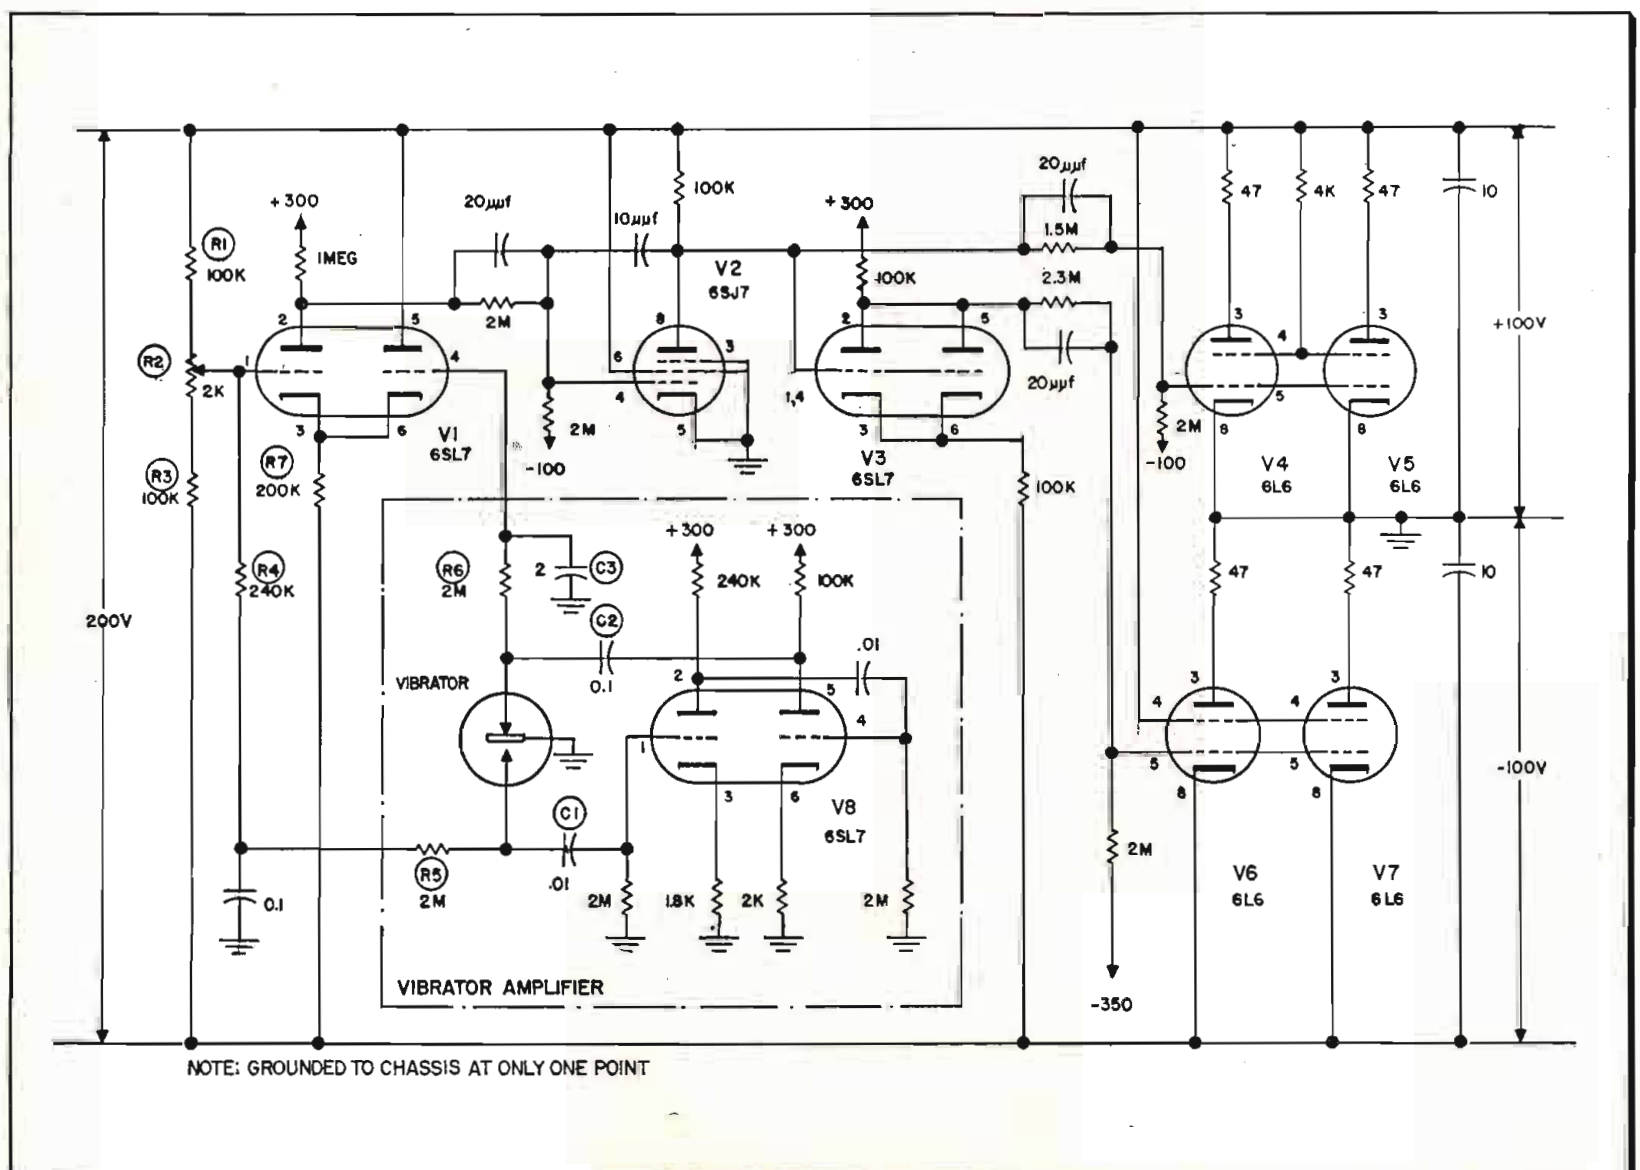 20μμf
+300
20μμf
10μμf
100K
+300
1.5M
47
4K
47
10
R1
100K
1MEG
V2
6SJ7
100K
2.3M
2M
2
5
8
2
5
3
3
+100V
R2
2K
1
4
6
3
4
20μμf
1,4
4
5
3
6
V1
6SL7
2M
-100
5
3
6
V3
6SL7
2M
-100
8
8
R3
100K
R7
200K
V4
6L6
V5
6L6
100K
+300
+300
R4
240K
R6
2M
2
C3
240K
100K
47
47
10
200V
C2
0.1
.01
VIBRATOR
2
5
4
1
3
3
4
4
5
5
8
8
-100V
3
6
V8
6SL7
C1
.01
R5
2M
0.1
2M
1.8K
2K
2M
2M
V6
6L6
V7
6L6
VIBRATOR AMPLIFIER
-350
NOTE: GROUNDED TO CHASSIS AT ONLY ONE POINT